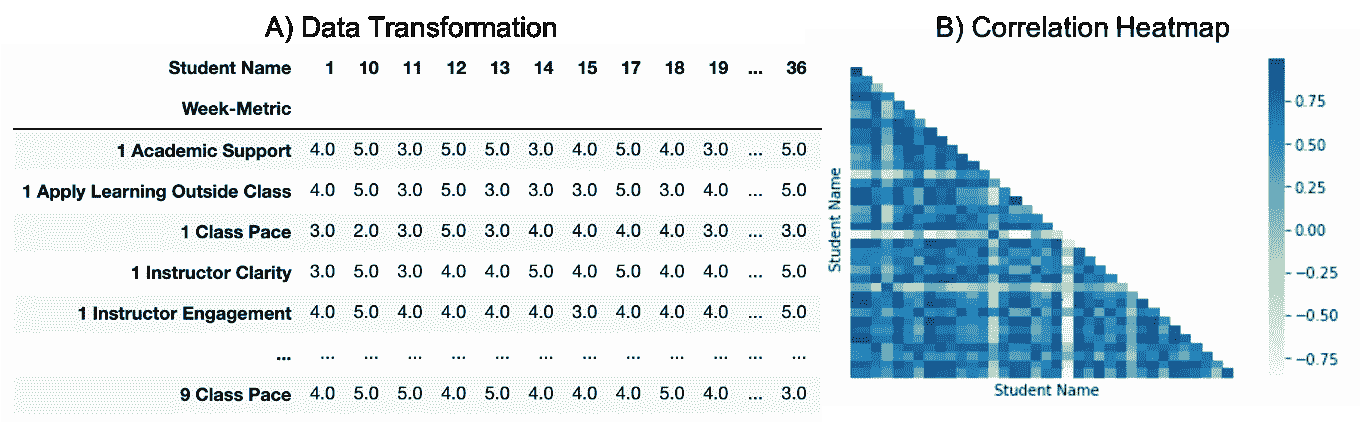 A) Data Transformation
Student Name 1 10 11 12 13 14 15 17 18 19 ... 36
Week-Metric
1 Academic Support 4.0 5.0 3.0 5.0 5.0 3.0 4.0 5.0 4.0 3.0 ... 5.0
1 Apply Learning Outside Class 4.0 5.0 3.0 5.0 3.0 3.0 3.0 5.0 3.0 4.0 ... 5.0
1 Class Pace 3.0 2.0 3.0 5.0 3.0 4.0 4.0 4.0 4.0 3.0 ... 3.0
1 Instructor Clarity 3.0 5.0 3.0 4.0 4.0 5.0 4.0 5.0 4.0 4.0 ... 5.0
1 Instructor Engagement 4.0 5.0 4.0 4.0 4.0 4.0 3.0 4.0 4.0 4.0 ... 5.0
... ... ... ... ... ... ... ... ... ... ... ... ...
9 Class Pace 4.0 5.0 5.0 4.0 5.0 4.0 4.0 4.0 5.0 4.0 ... 3.0
B) Correlation Heatmap
Student Name
Student Name
0.75
0.50
0.25
0.00
−0.25
−0.50
−0.75